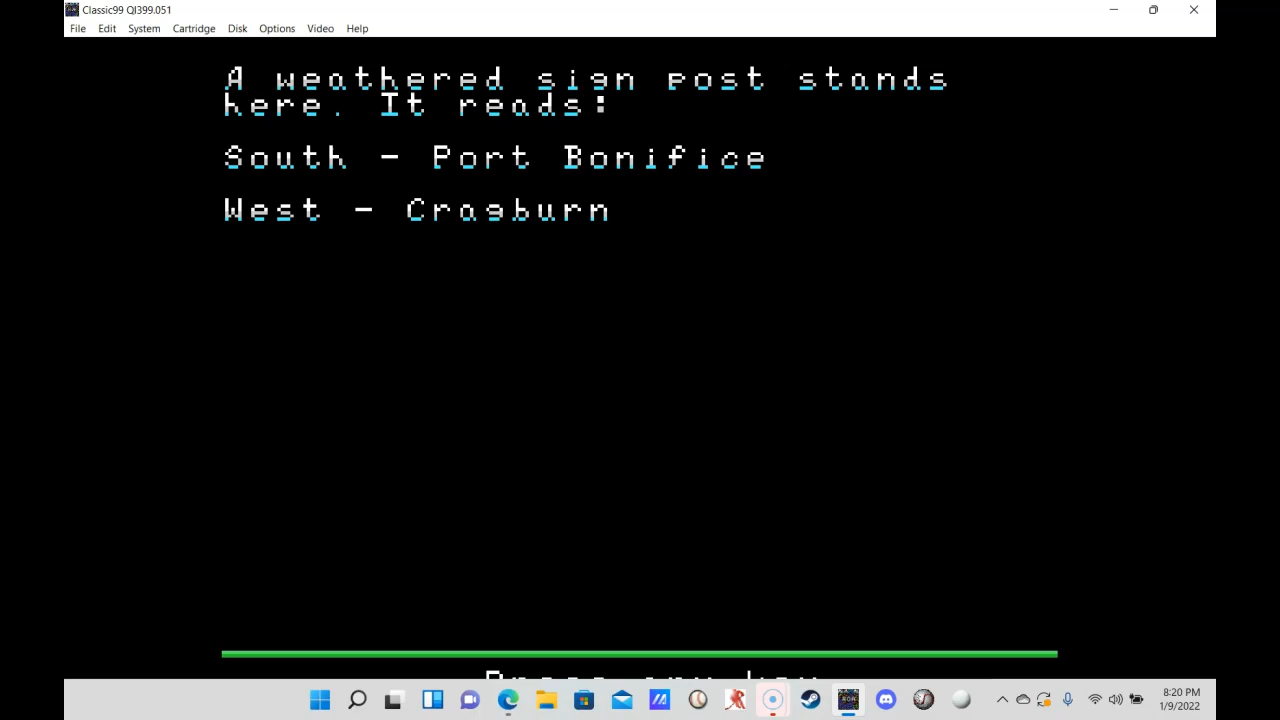 Classic99 QI399.051
File Edit System Cartridge Disk Options Video Help
A weathered sign post stands
here. It reads:
South - Port Bonifice
West - Cragburn
8:20 PM
1/9/2022